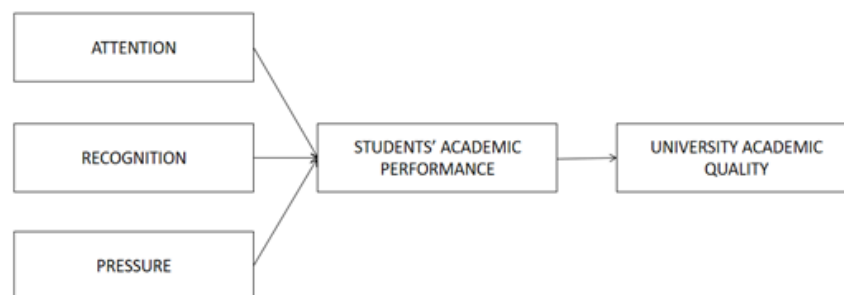 ATTENTION
RECOGNITION
PRESSURE
STUDENTS' ACADEMIC
PERFORMANCE
UNIVERSITY ACADEMIC
QUALITY